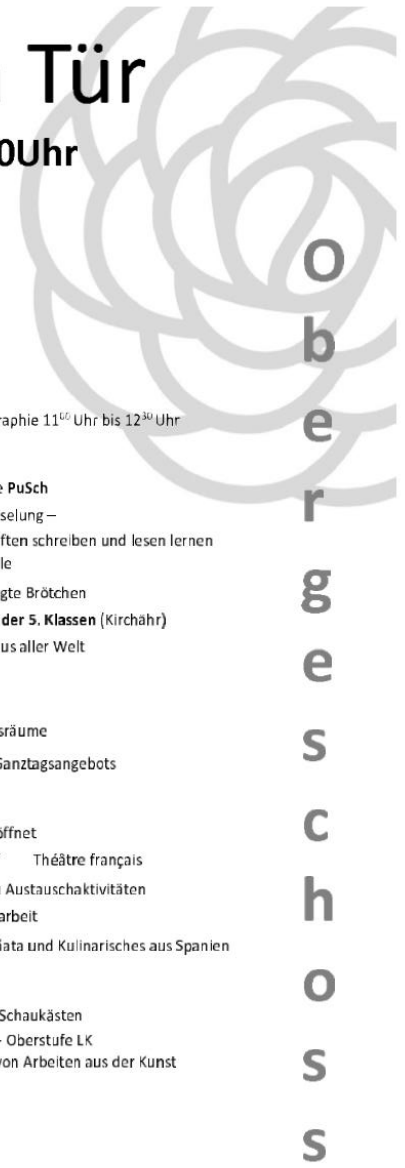 Tür
0Uhr
raphie 11⁰⁰ Uhr bis 12³⁰ Uhr
e PuSch
selung –
ften schreiben und lesen lernen
le
gte Brötchen
der 5. Klassen (Kirchähr)
us aller Welt
sräume
Ganztagsangebots
öffnet
Théâtre français
Austauschaktivitäten
arbeit
iata und Kulinarisches aus Spanien
Schaukästen
- Oberstufe LK
von Arbeiten aus der Kunst
O
b
e
r
g
e
s
c
h
o
s
s